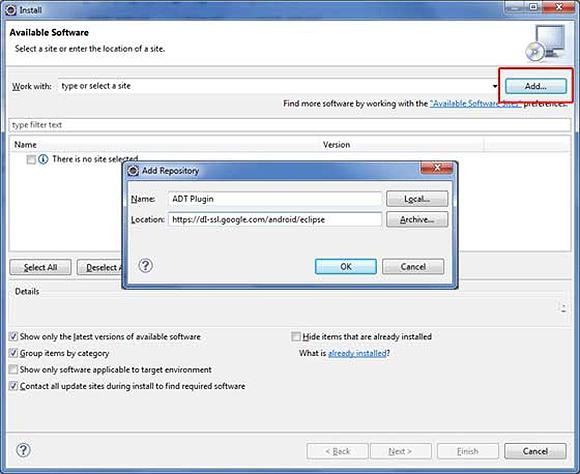 Install
Available Software
Select a site or enter the location of a site.
Work with: type or select a site Add...
Find more software by working with the "Available Software Sites" preferences.
type filter text
Name Version
There is no site selected.
Add Repository
Name: ADT Plugin Local...
Location: https://dl-ssl.google.com/android/eclipse Archive...
OK Cancel
Select All Deselect A
Details
Show only the latest versions of available software Hide items that are already installed
Group items by category What is already installed?
Show only software applicable to target environment
Contact all update sites during install to find required software
< Back Next > Finish Cancel